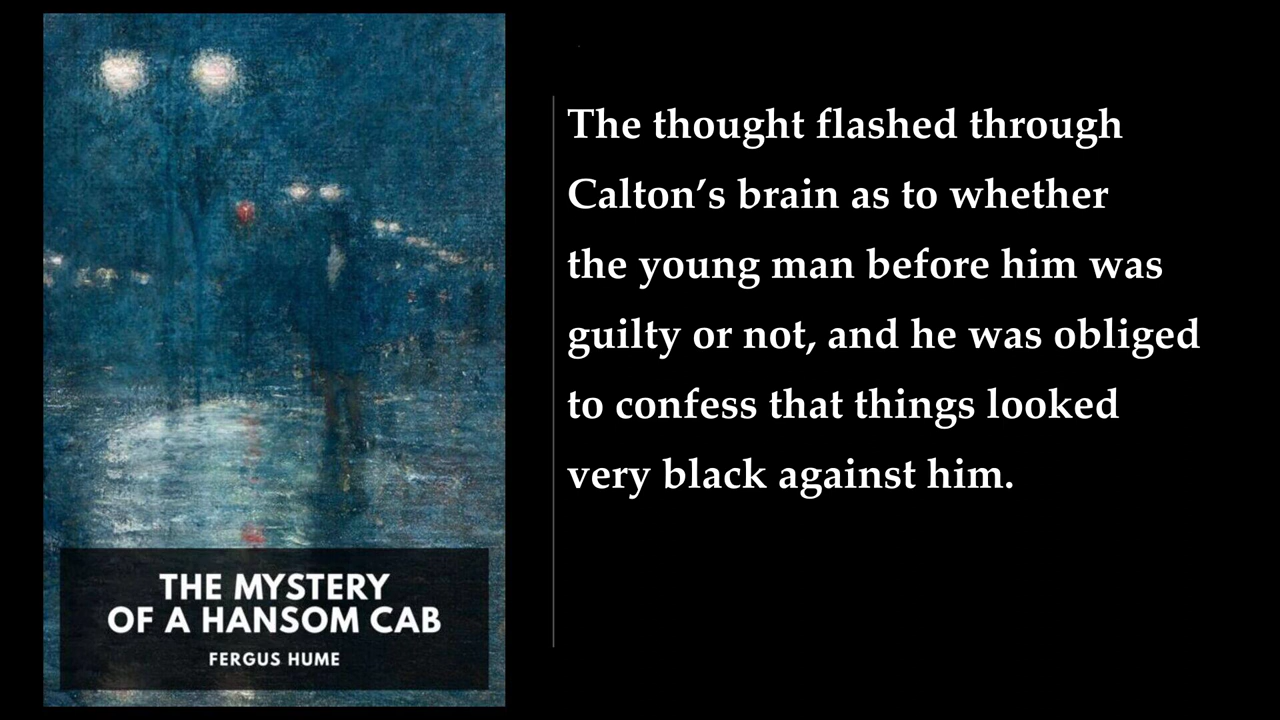 THE MYSTERY
OF A HANSOM CAB
FERGUS HUME
The thought flashed through
Calton’s brain as to whether
the young man before him was
guilty or not, and he was obliged
to confess that things looked
very black against him.